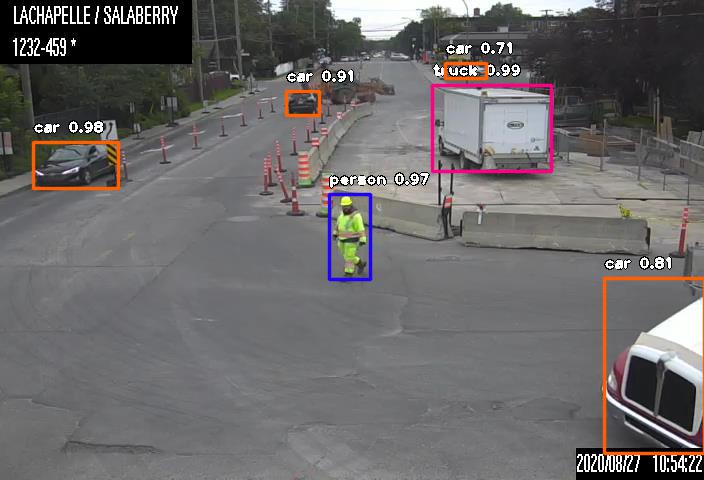 LACHAPELLE / SALABERRY
1232-459 *
car 0.71
truck 0.99
car 0.91
car 0.98
person 0.97
car 0.81
2020/08/27 10:54:22